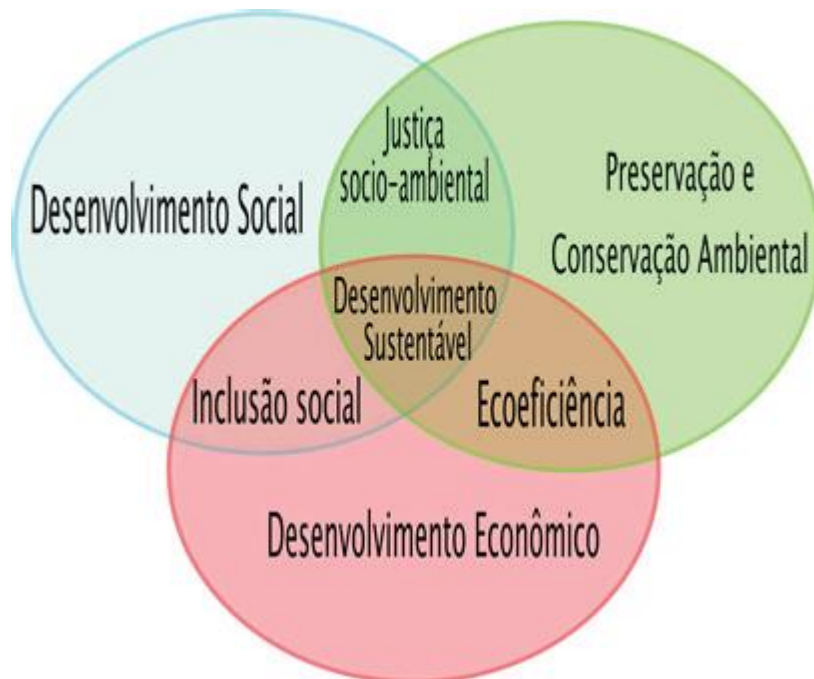 Justiça
socio-ambiental
Desenvolvimento Social
Preservação e
Conservação Ambiental
Desenvolvimento
Sustentável
Inclusão social
Ecoeficiência
Desenvolvimento Econômico